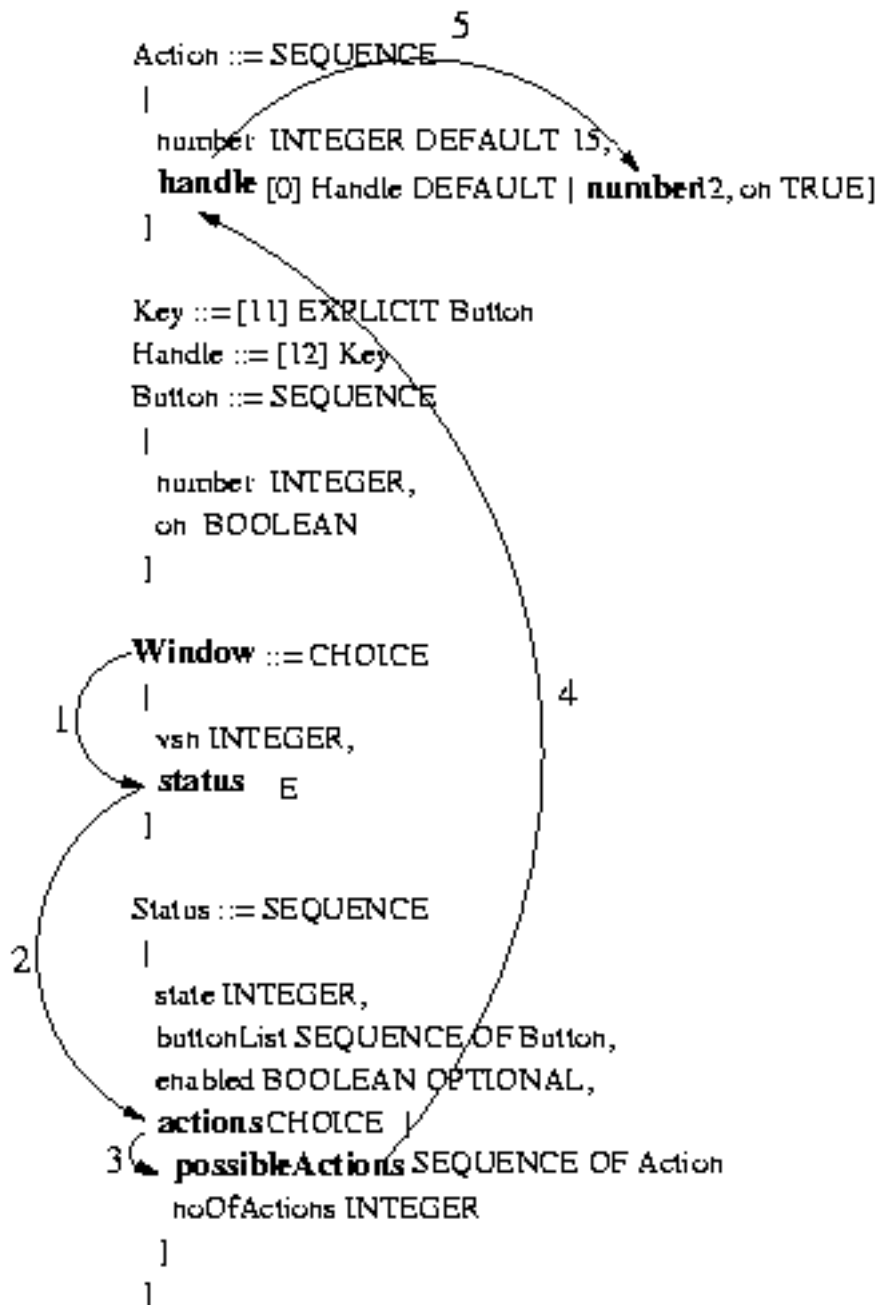 5
Action ::= SEQUENCE
|
number INTEGER DEFAULT 15,
handle [0] Handle DEFAULT | number12, on TRUE]
]
Key ::= [11] EXPLICIT Button
Handle ::= [12] Key
Button ::= SEQUENCE
|
number INTEGER,
on BOOLEAN
]
Window ::= CHOICE
4
|
1
vsn INTEGER,
status E
]
Status ::= SEQUENCE
2
|
state INTEGER,
buttonList SEQUENCE OF Button,
enabled BOOLEAN OPTIONAL,
actions CHOICE |
3 possibleActions SEQUENCE OF Action
noOfActions INTEGER
]
]